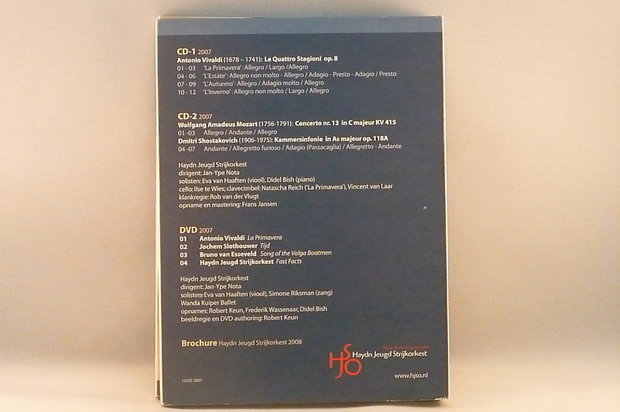 CD-1 2007
Antonio Vivaldi (1678 – 1741): Le Quattro Stagioni op. 8
01 - 03 'La Primavera': Allegro / Largo /Allegro
04 - 06 'L'Estate': Allegro non molto - Allegro / Adagio - Presto - Adagio / Presto
07 - 09 'L'Autunno': Allegro / Adagio molto / Allegro
10 - 12 'L'Inverno': Allegro non molto / Largo / Allegro
CD-2 2007
Wolfgang Amadeus Mozart (1756-1791): Concerto nr. 13 in C majeur KV 415
01-03 Allegro / Andante / Allegro
Dmitri Shostakovich (1906-1975): Kammersinfonie in As majeur op. 118A
04-07 Andante / Allegretto furioso / Adagio (Passacaglia) / Allegretto - Andante
Haydn Jeugd Strijkorkest
dirigent: Jan-Ype Nota
solisten: Eva van Haaften (viool), Didel Bish (piano)
cello: Ilse te Wies; clavecimbel: Natascha Reich ('La Primavera'), Vincent van Laar
klankregie: Rob van der Vlugt
opname en mastering: Frans Jansen
DVD 2007
01 Antonio Vivaldi La Primavera
02 Jochem Slothouwer Tijd
03 Bruno van Esseveld Song of the Volga Boatmen
04 Haydn Jeugd Strijkorkest Fast Facts
Haydn Jeugd Strijkorkest
dirigent: Jan-Ype Nota
solisten: Eva van Haaften (viool), Simone Riksman (zang)
Wanda Kuiper Ballet
opnames: Robert Keun, Frederik Wassenaar, Didel Bish
beeldregie en DVD authoring: Robert Keun
Brochure Haydn Jeugd Strijkorkest 2008
HJSO
Haydn Jeugd Strijkorkest
www.hjso.nl
HJSO 2007